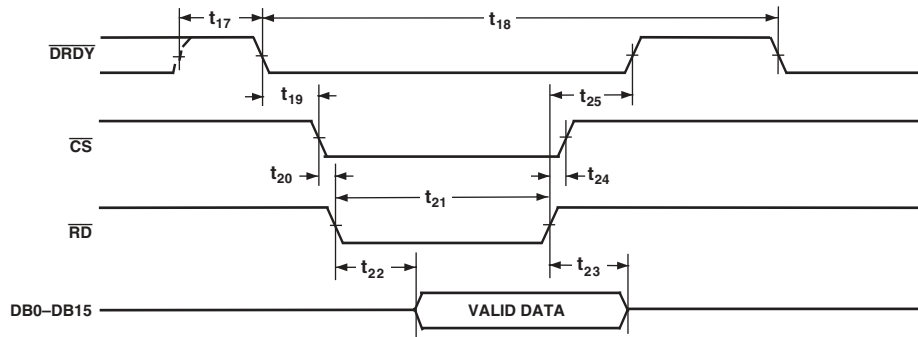 t17 t18
DRDY
t19 t25
CS
t20 t24
t21
RD
t22 t23
DB0–DB15 VALID DATA